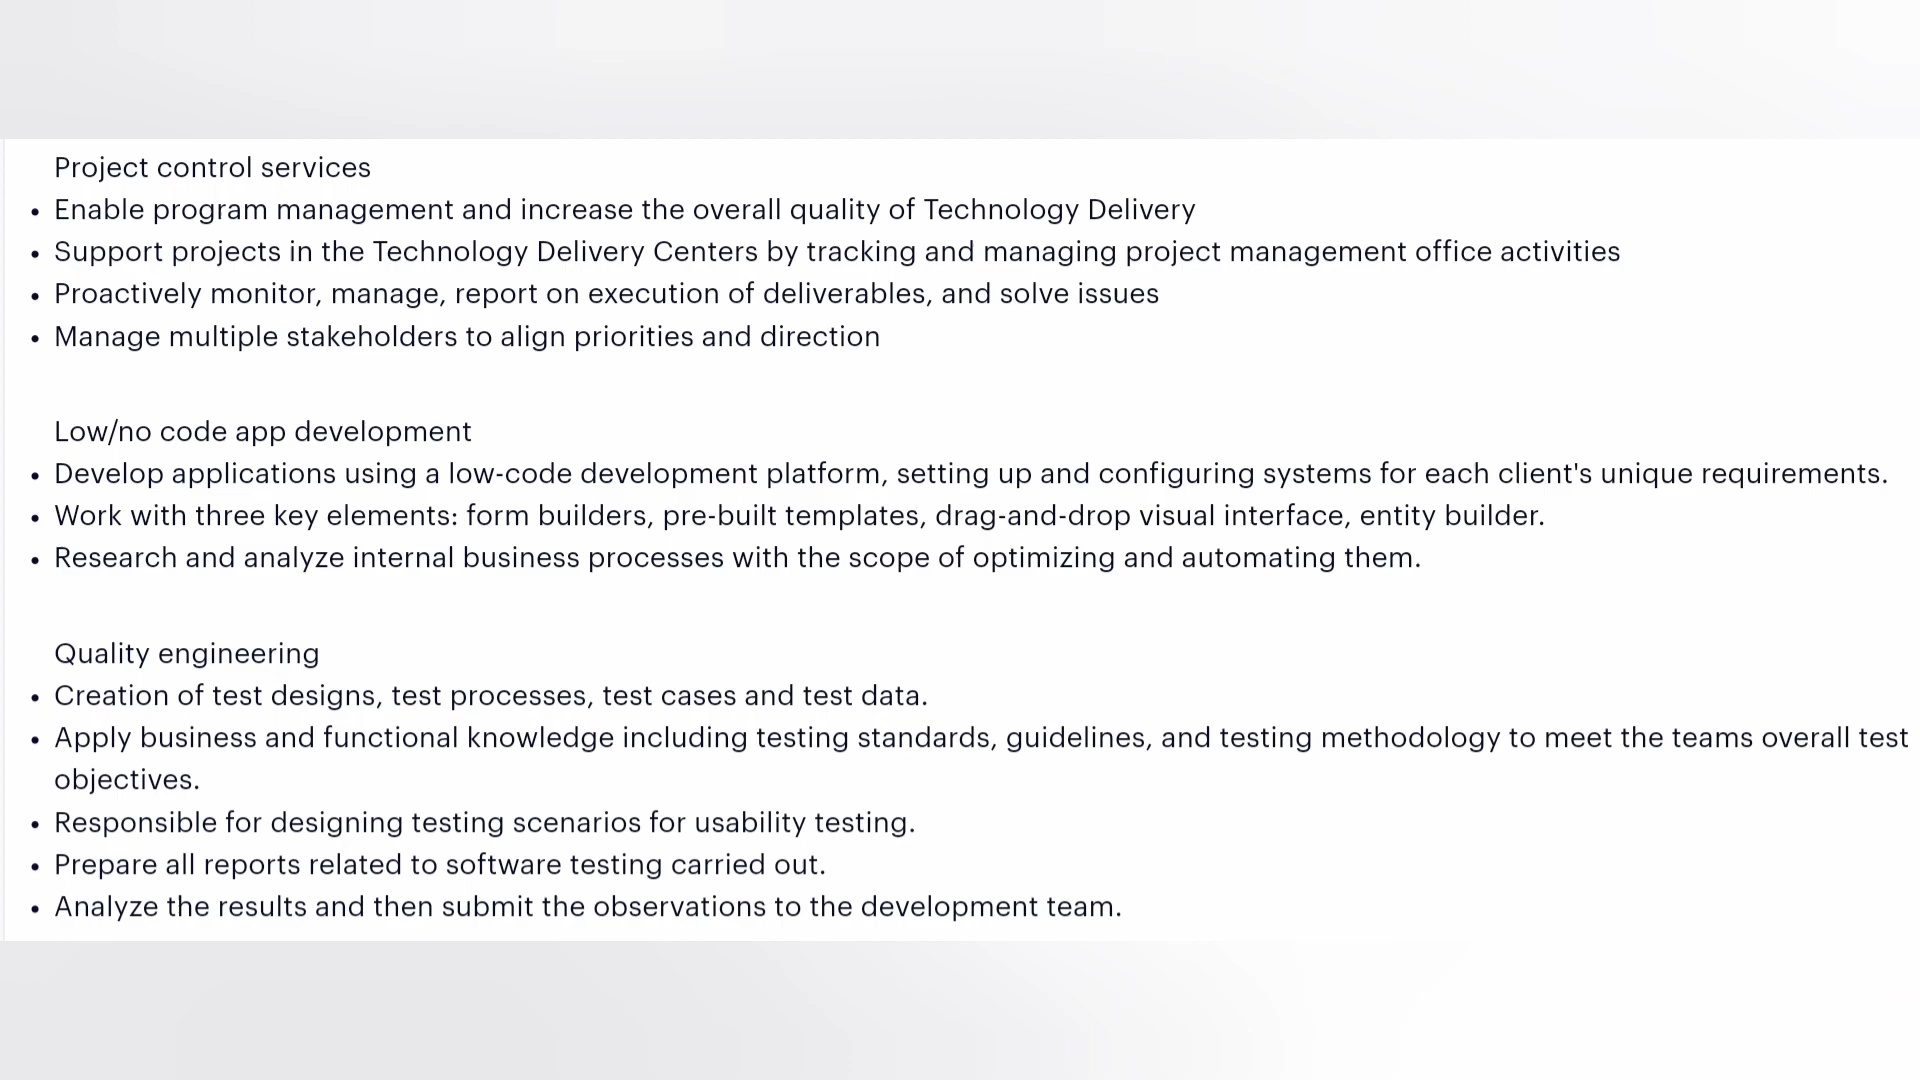 Project control services
• Enable program management and increase the overall quality of Technology Delivery
• Support projects in the Technology Delivery Centers by tracking and managing project management office activities
• Proactively monitor, manage, report on execution of deliverables, and solve issues
• Manage multiple stakeholders to align priorities and direction
Low/no code app development
• Develop applications using a low-code development platform, setting up and configuring systems for each client's unique requirements.
• Work with three key elements: form builders, pre-built templates, drag-and-drop visual interface, entity builder.
• Research and analyze internal business processes with the scope of optimizing and automating them.
Quality engineering
• Creation of test designs, test processes, test cases and test data.
• Apply business and functional knowledge including testing standards, guidelines, and testing methodology to meet the teams overall test
objectives.
• Responsible for designing testing scenarios for usability testing.
• Prepare all reports related to software testing carried out.
• Analyze the results and then submit the observations to the development team.